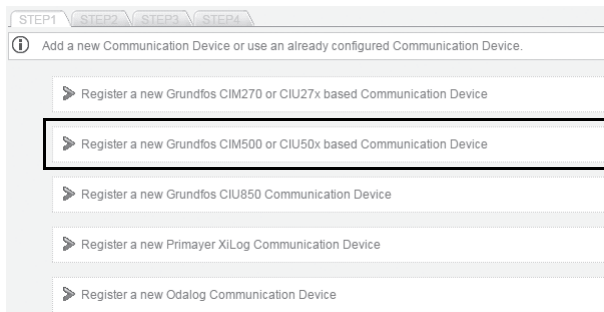 STEP1 STEP2 STEP3 STEP4
Add a new Communication Device or use an already configured Communication Device.
Register a new Grundfos CIM270 or CIU27x based Communication Device
Register a new Grundfos CIM500 or CIU50x based Communication Device
Register a new Grundfos CIU850 Communication Device
Register a new Primayer XiLog Communication Device
Register a new Odalog Communication Device